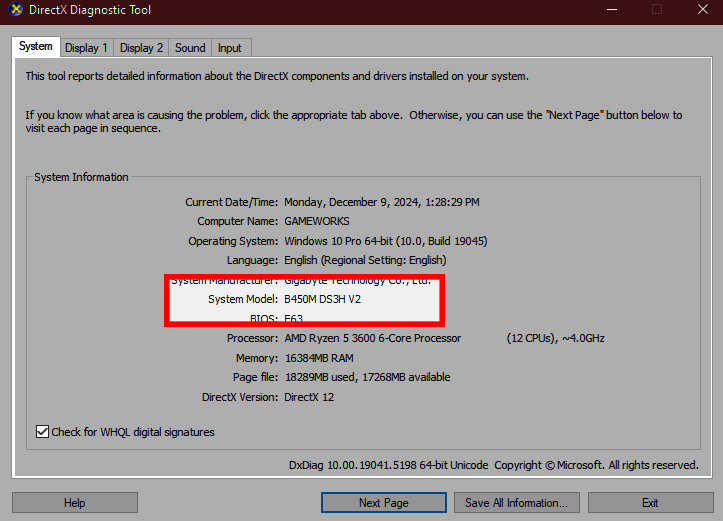 DirectX Diagnostic Tool
System Display 1 Display 2 Sound Input
This tool reports detailed information about the DirectX components and drivers installed on your system.
If you know what area is causing the problem, click the appropriate tab above. Otherwise, you can use the "Next Page" button below to
visit each page in sequence.
System Information
Current Date/Time: Monday, December 9, 2024, 1:28:29 PM
Computer Name: GAMEWORKS
Operating System: Windows 10 Pro 64-bit (10.0, Build 19045)
Language: English (Regional Setting: English)
System Manufacturer: Gigabyte Technology Co., Ltd.
System Model: B450M DS3H V2
BIOS: F63
Processor: AMD Ryzen 5 3600 6-Core Processor (12 CPUs), ~4.0GHz
Memory: 16384MB RAM
Page file: 18289MB used, 17268MB available
DirectX Version: DirectX 12
Check for WHQL digital signatures
DxDiag 10.00.19041.5198 64-bit Unicode Copyright © Microsoft. All rights reserved.
Help Next Page Save All Information... Exit